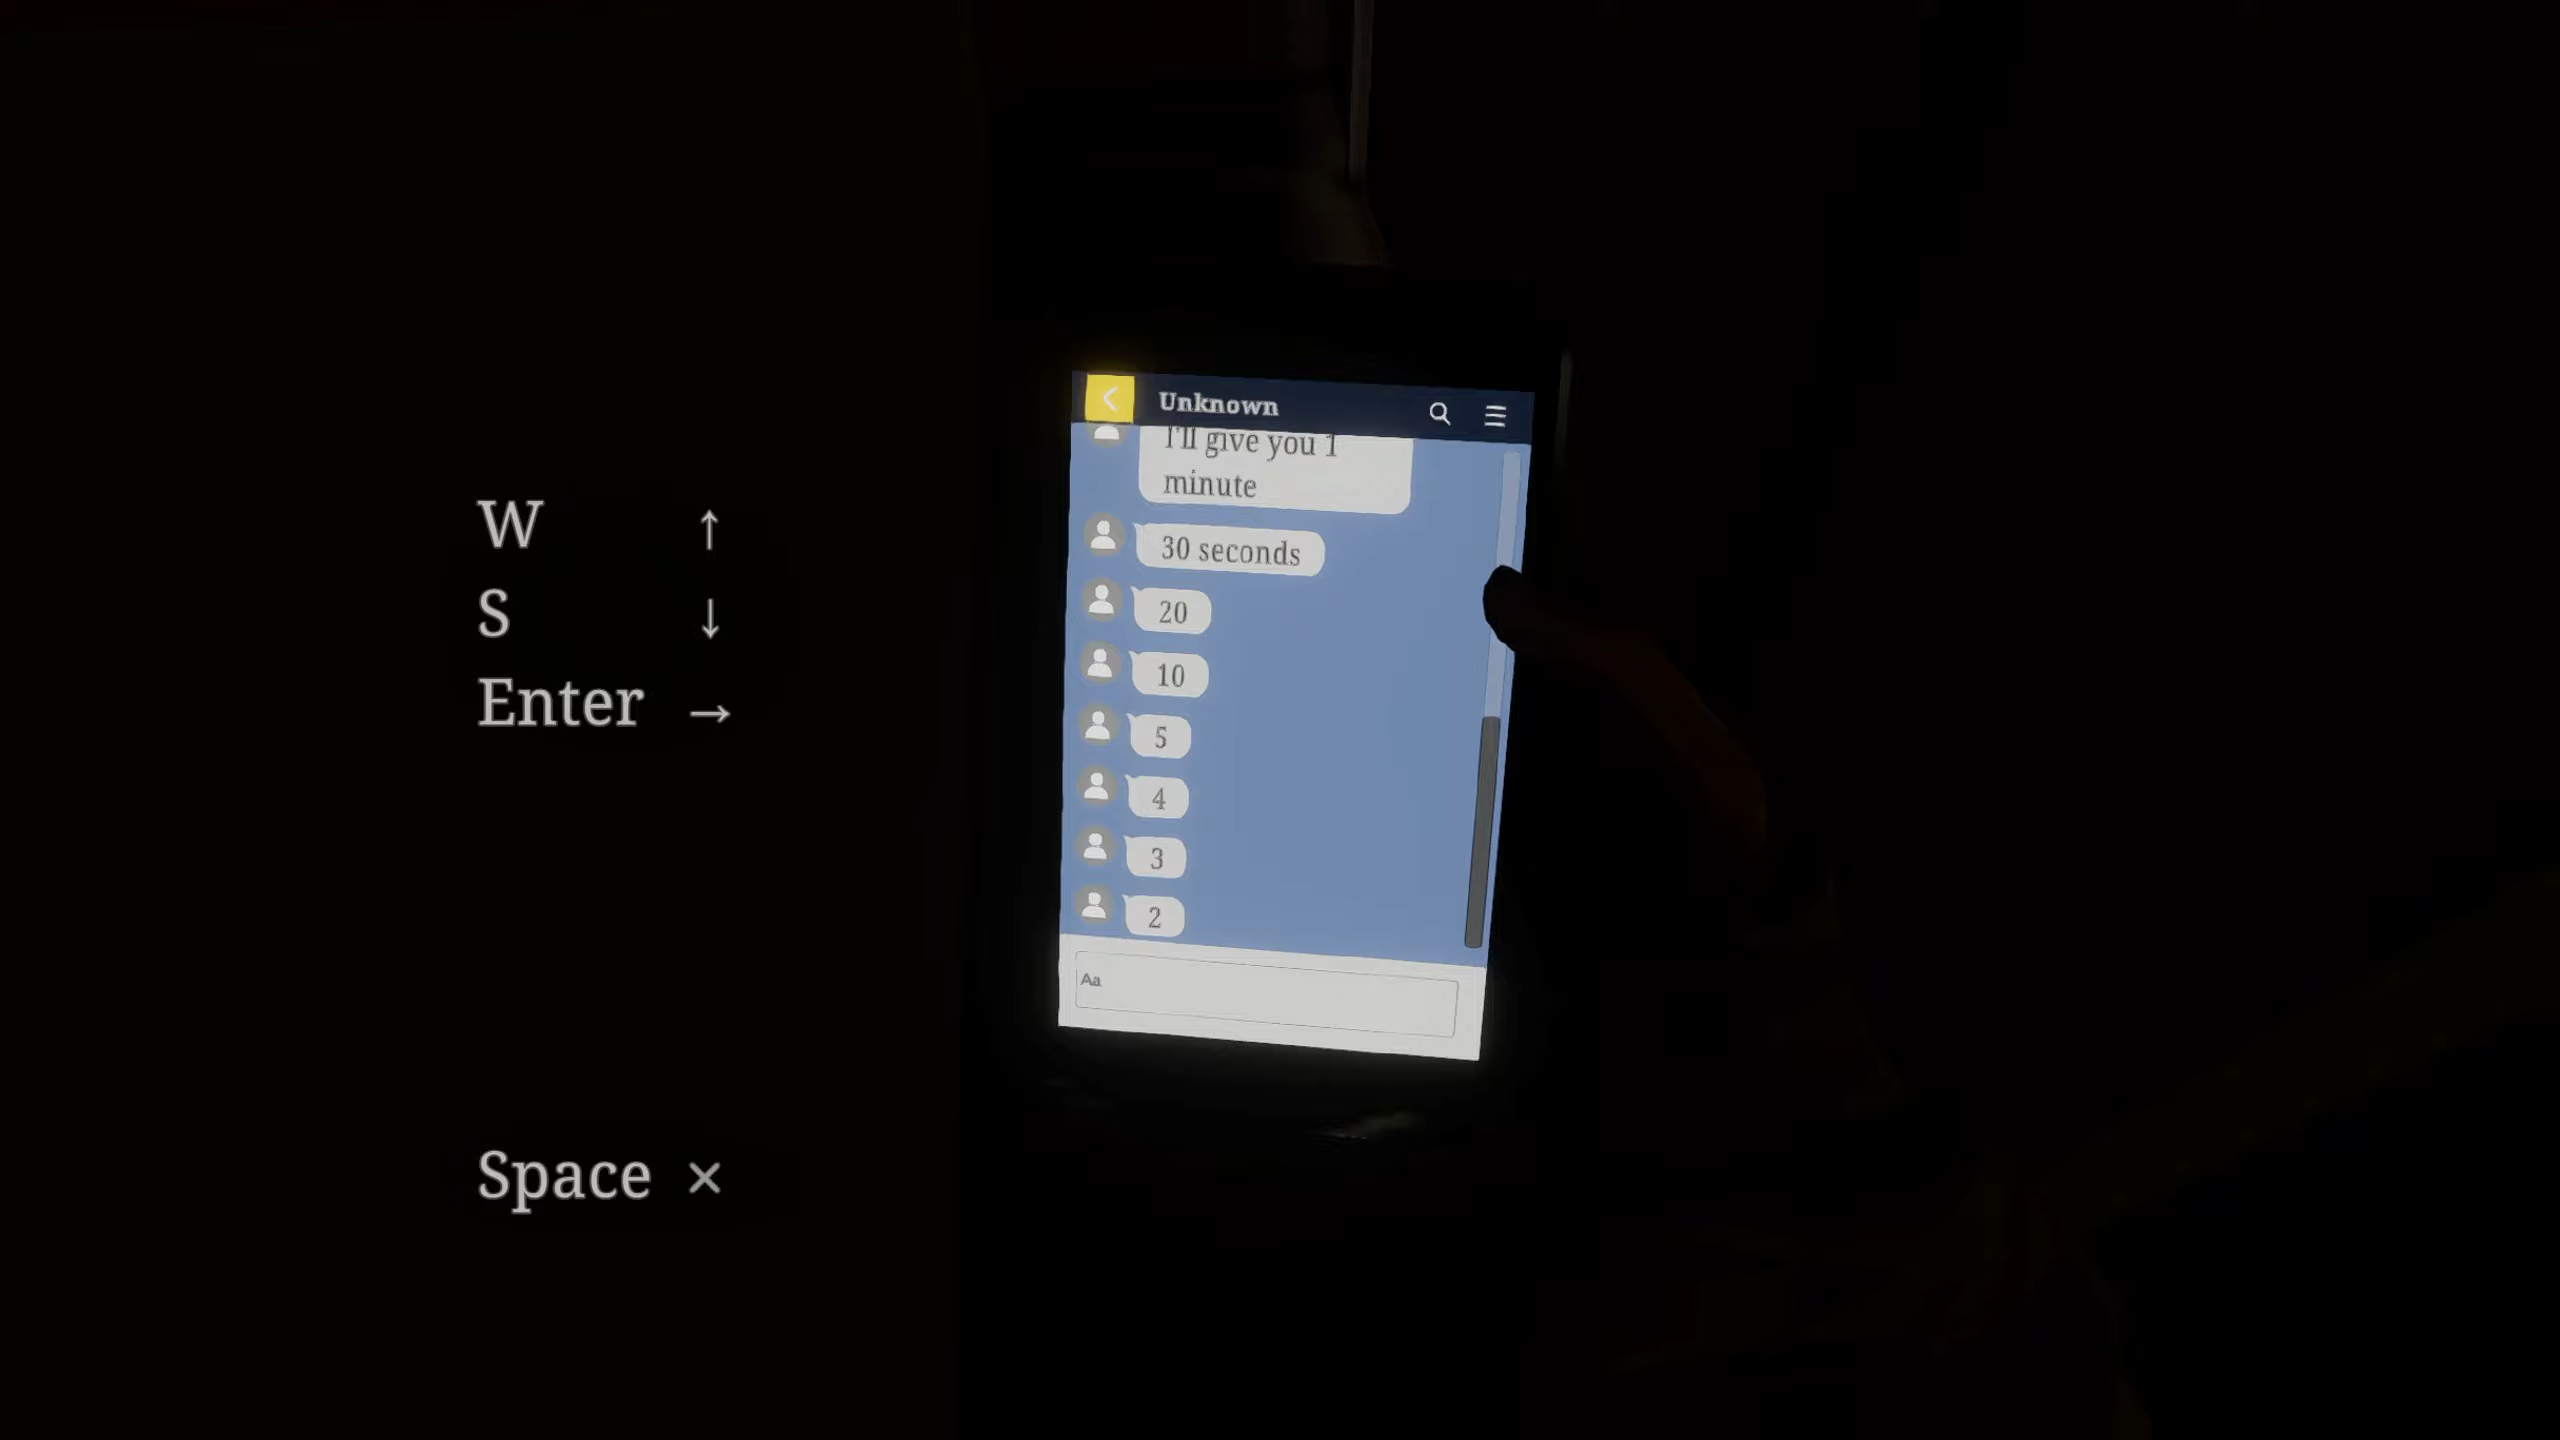 Unknown
I'll give you 1
minute
30 seconds
20
10
5
4
3
2
Aa
W ↑
S ↓
Enter →
Space ×